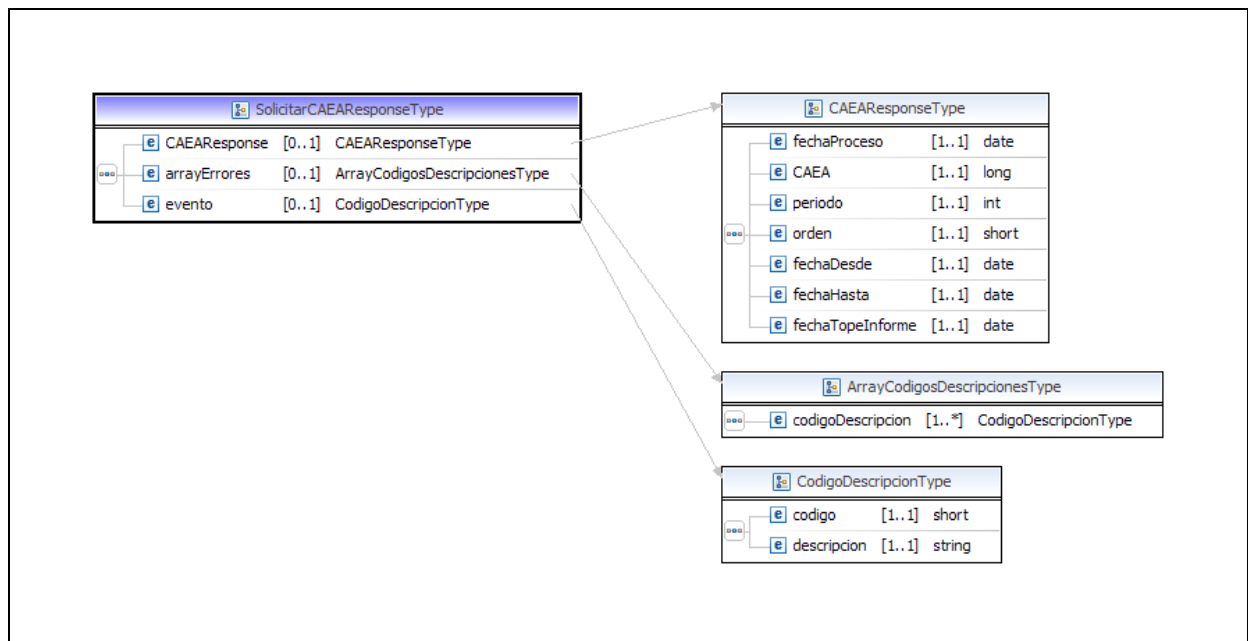 SolicitarCAEAResponseType
e CAEAResponse [0..1] CAEAResponseType
e arrayErrores [0..1] ArrayCodigosDescripcionesType
e evento [0..1] CodigoDescripcionType
CAEAResponseType
e fechaProceso [1..1] date
e CAEA [1..1] long
e periodo [1..1] int
e orden [1..1] short
e fechaDesde [1..1] date
e fechaHasta [1..1] date
e fechaTopeInforme [1..1] date
ArrayCodigosDescripcionesType
e codigoDescripcion [1..*] CodigoDescripcionType
CodigoDescripcionType
e codigo [1..1] short
e descripcion [1..1] string